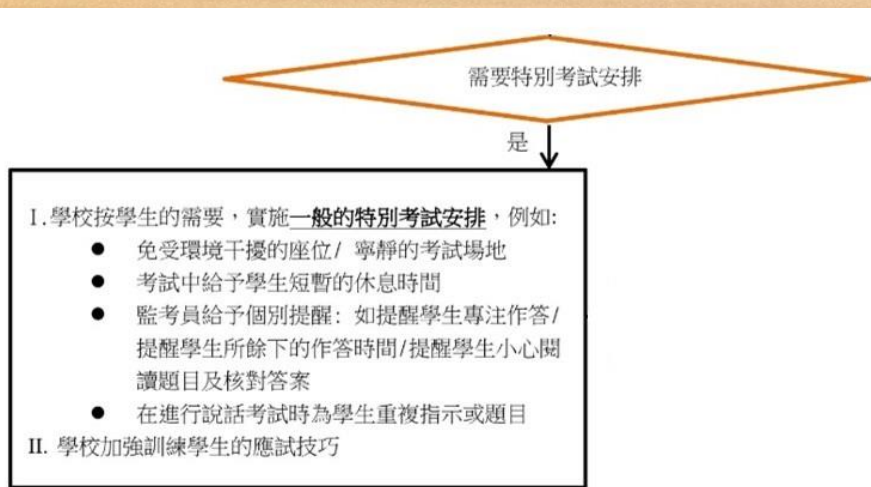 需要特別考試安排
是
I.學校按學生的需要，實施一般的特別考試安排，例如:
● 免受環境干擾的座位/ 寧靜的考試場地
● 考試中給予學生短暫的休息時間
● 監考員給予個別提醒: 如提醒學生專注作答/
提醒學生所餘下的作答時間/提醒學生小心閱
讀題目及核對答案
● 在進行說話考試時為學生重複指示或題目
II. 學校加強訓練學生的應試技巧